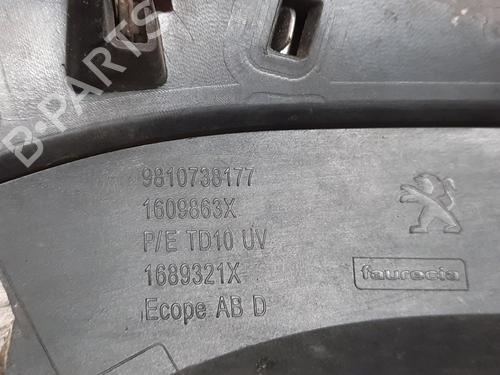 B-PARTS
9810738177
1609863X
P/E TD10 UV
1689321X
Ecope AB D
faurecia